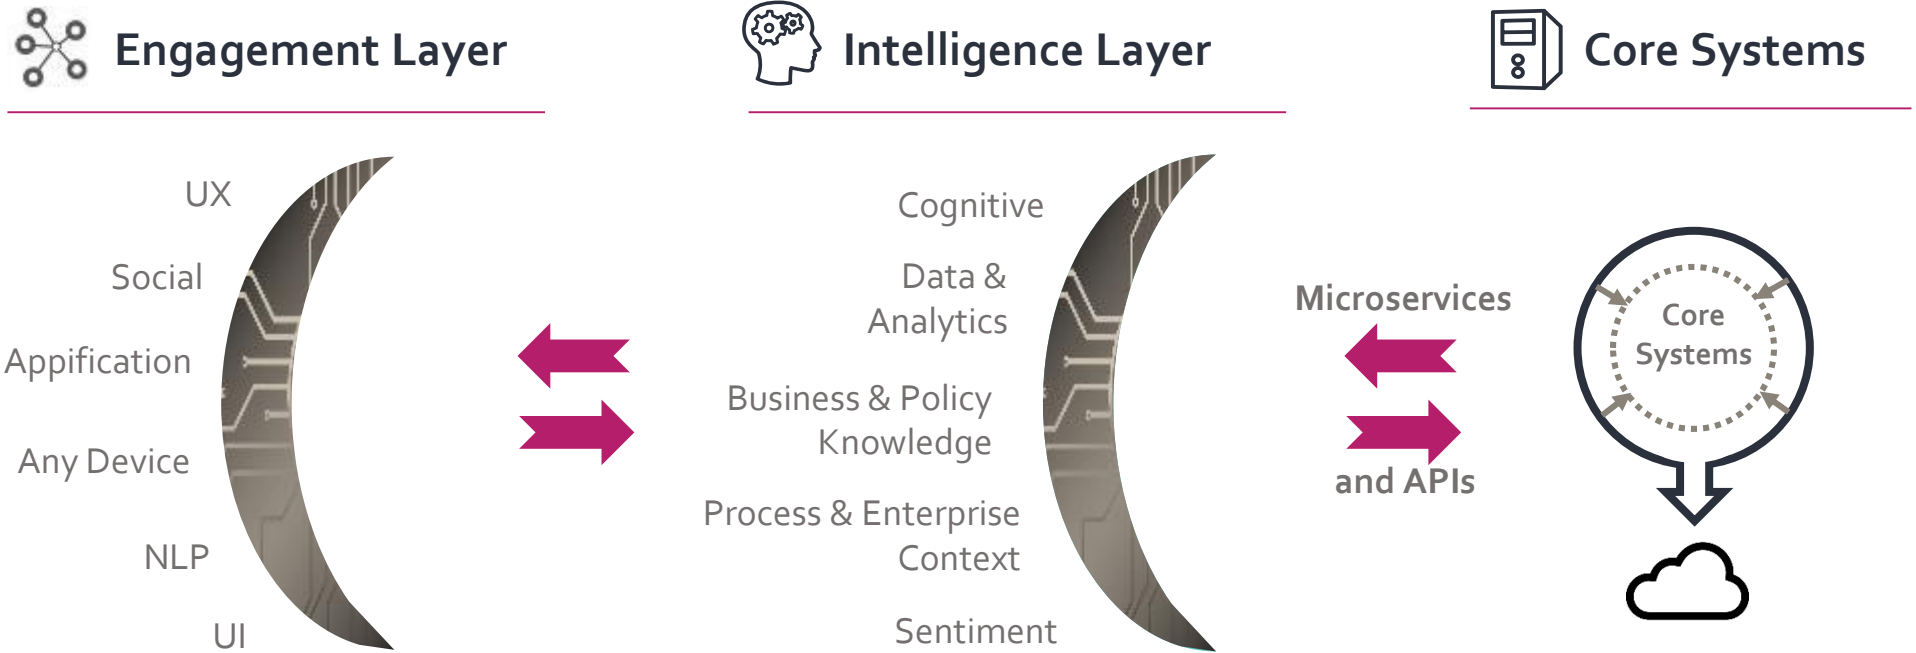 Engagement Layer
Intelligence Layer
Core Systems
UX
Social
Appification
Any Device
NLP
UI
Cognitive
Data &
Analytics
Business & Policy
Knowledge
Process & Enterprise
Context
Sentiment
Microservices
and APIs
Core
Systems